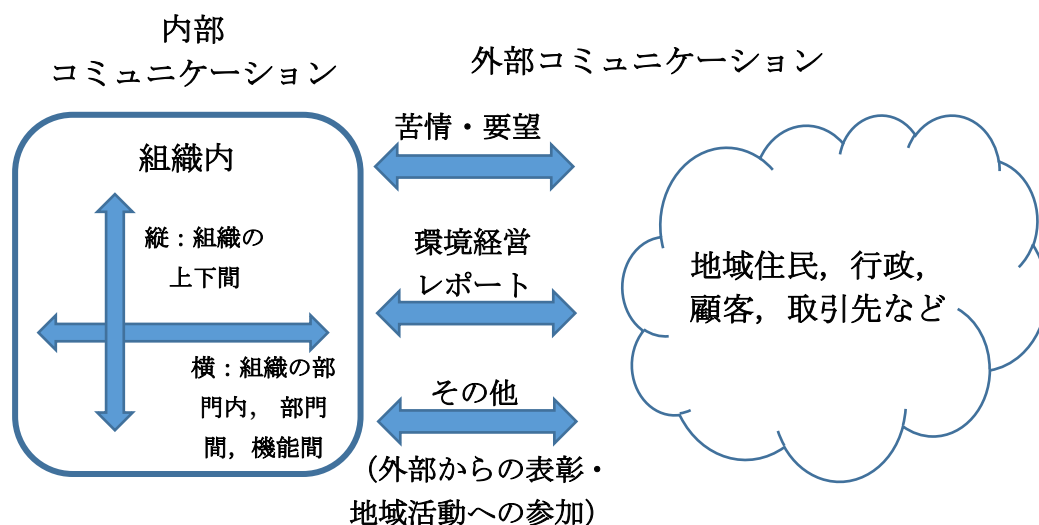 内部
コミュニケーション
外部コミュニケーション
組織内
縦：組織の
上下間
横：組織の部
門内， 部門
間，機能間
苦情・要望
環境経営
レポート
その他
（外部からの表彰・
地域活動への参加）
地域住民，行政，
顧客，取引先など